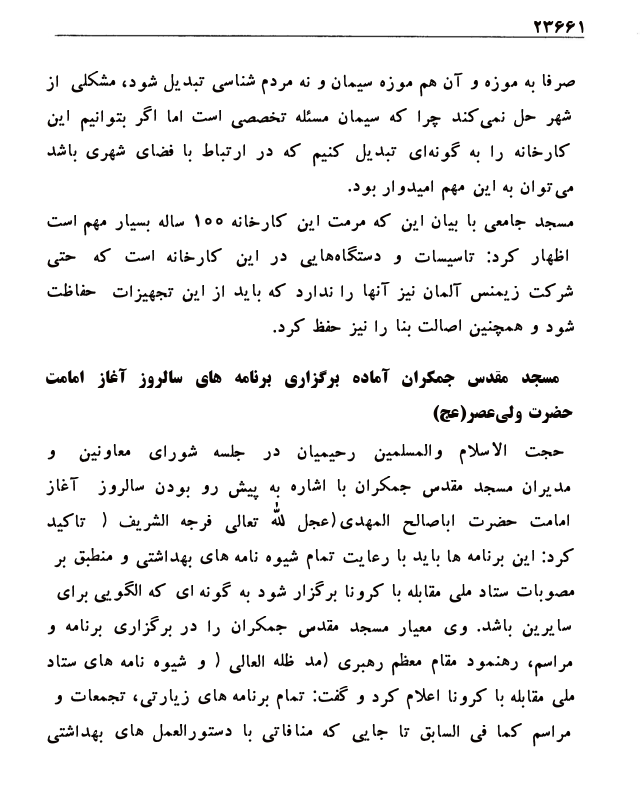 ۲۳۶۶۱
صرفا به موزه و آن هم موزه سیمان و نه مردم شناسی تبدیل شود، مشکلی از
شهر حل نمی‌کند چرا که سیمان مسئله تخصصی است اما اگر بتوانیم این
کارخانه را به گونه‌ای تبدیل کنیم که در ارتباط با فضای شهری باشد
می‌توان به این مهم امیدوار بود.
مسجد جامعی با بیان این که مرمت این کارخانه ۱۰۰ ساله بسیار مهم است
اظهار کرد: تاسیسات و دستگاه‌هایی در این کارخانه است که حتی
شرکت زیمنس آلمان نیز آنها را ندارد که باید از این تجهیزات حفاظت
شود و همچنین اصالت بنا را نیز حفظ کرد.
مسجد مقدس جمکران آماده برگزاری برنامه های سالروز آغاز امامت
حضرت ولی‌عصر(عج)
حجت الاسلام والمسلمین رحیمیان در جلسه شورای معاونین و
مدیران مسجد مقدس جمکران با اشاره به پیش رو بودن سالروز آغاز
امامت حضرت اباصالح المهدی(عجل لله تعالی فرجه الشریف ( تاکید
کرد: این برنامه ها باید با رعایت تمام شیوه نامه های بهداشتی و منطبق بر
مصوبات ستاد ملی مقابله با کرونا برگزار شود به گونه ای که الگویی برای
سایرین باشد. وی معیار مسجد مقدس جمکران را در برگزاری برنامه و
مراسم، رهنمود مقام معظم رهبری (مد ظله العالی ( و شیوه نامه های ستاد
ملی مقابله با کرونا اعلام کرد و گفت: تمام برنامه های زیارتی، تجمعات و
مراسم کما فی السابق تا جایی که منافاتی با دستورالعمل های بهداشتی